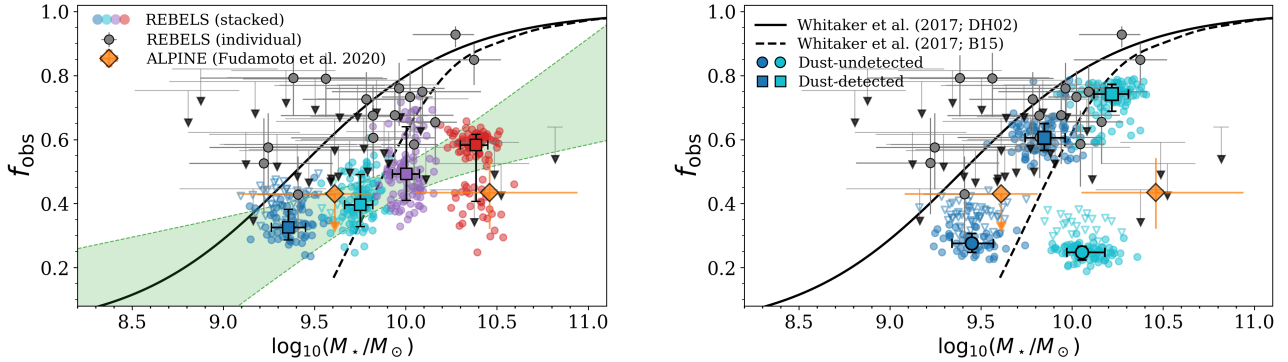 REBELS (stacked)
REBELS (individual)
ALPINE (Fudamoto et al. 2020)
f_obs
1.0
0.8
0.6
0.4
0.2
8.5 9.0 9.5 10.0 10.5 11.0
log₁₀(M⋆/M⊙)
Whitaker et al. (2017; DH02)
Whitaker et al. (2017; B15)
Dust-undetected
Dust-detected
f_obs
1.0
0.8
0.6
0.4
0.2
8.5 9.0 9.5 10.0 10.5 11.0
log₁₀(M⋆/M⊙)